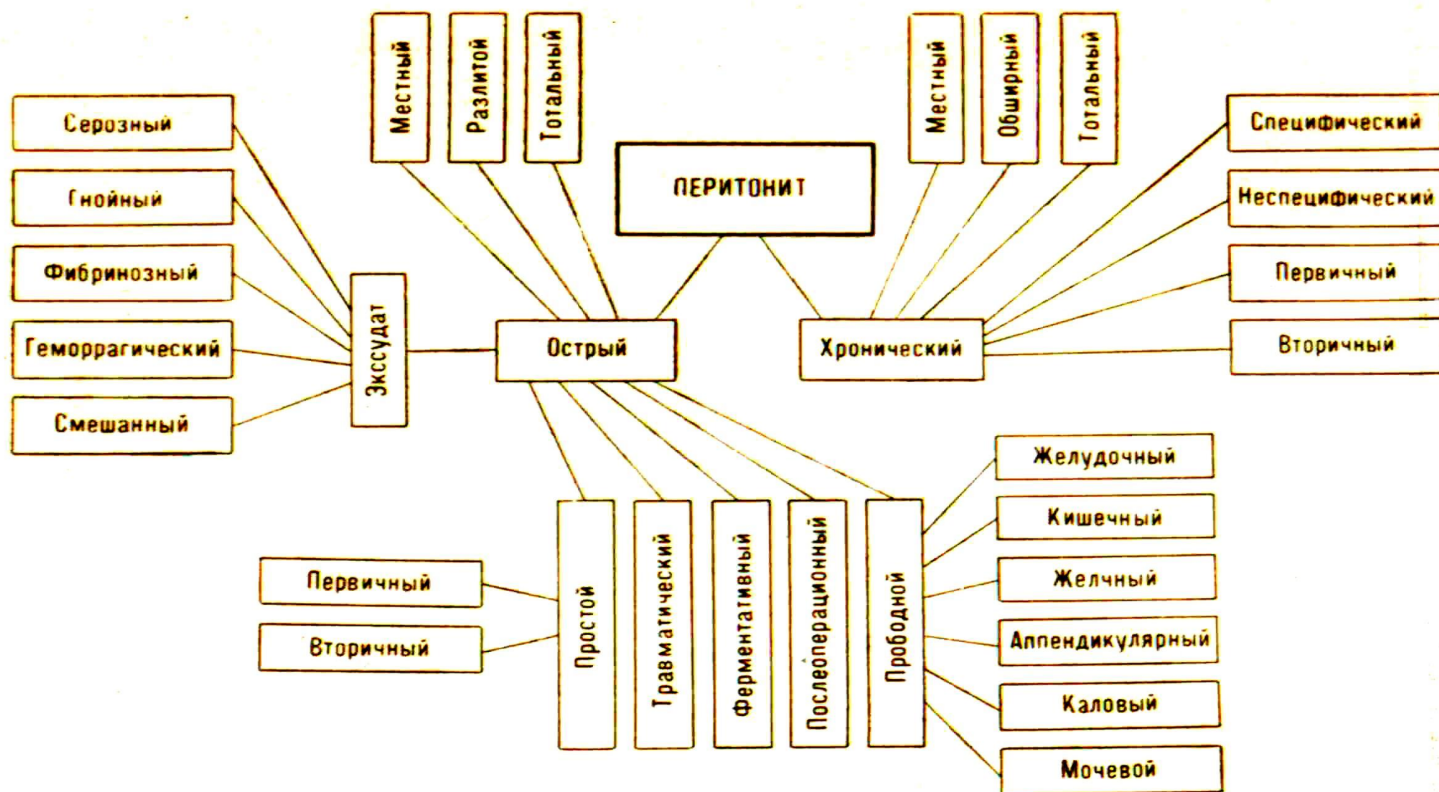 Местный
Разлитой
Тотальный
Местный
Обширный
Тотальный
ПЕРИТОНИТ
Серозный
Гнойный
Фибринозный
Геморрагический
Смешанный
Экссудат
Острый
Хронический
Специфический
Неспецифический
Первичный
Вторичный
Первичный
Вторичный
Простой
Травматический
Ферментативный
Послеоперационный
Прободной
Желудочный
Кишечный
Желчный
Аппендикулярный
Каловый
Мочевой